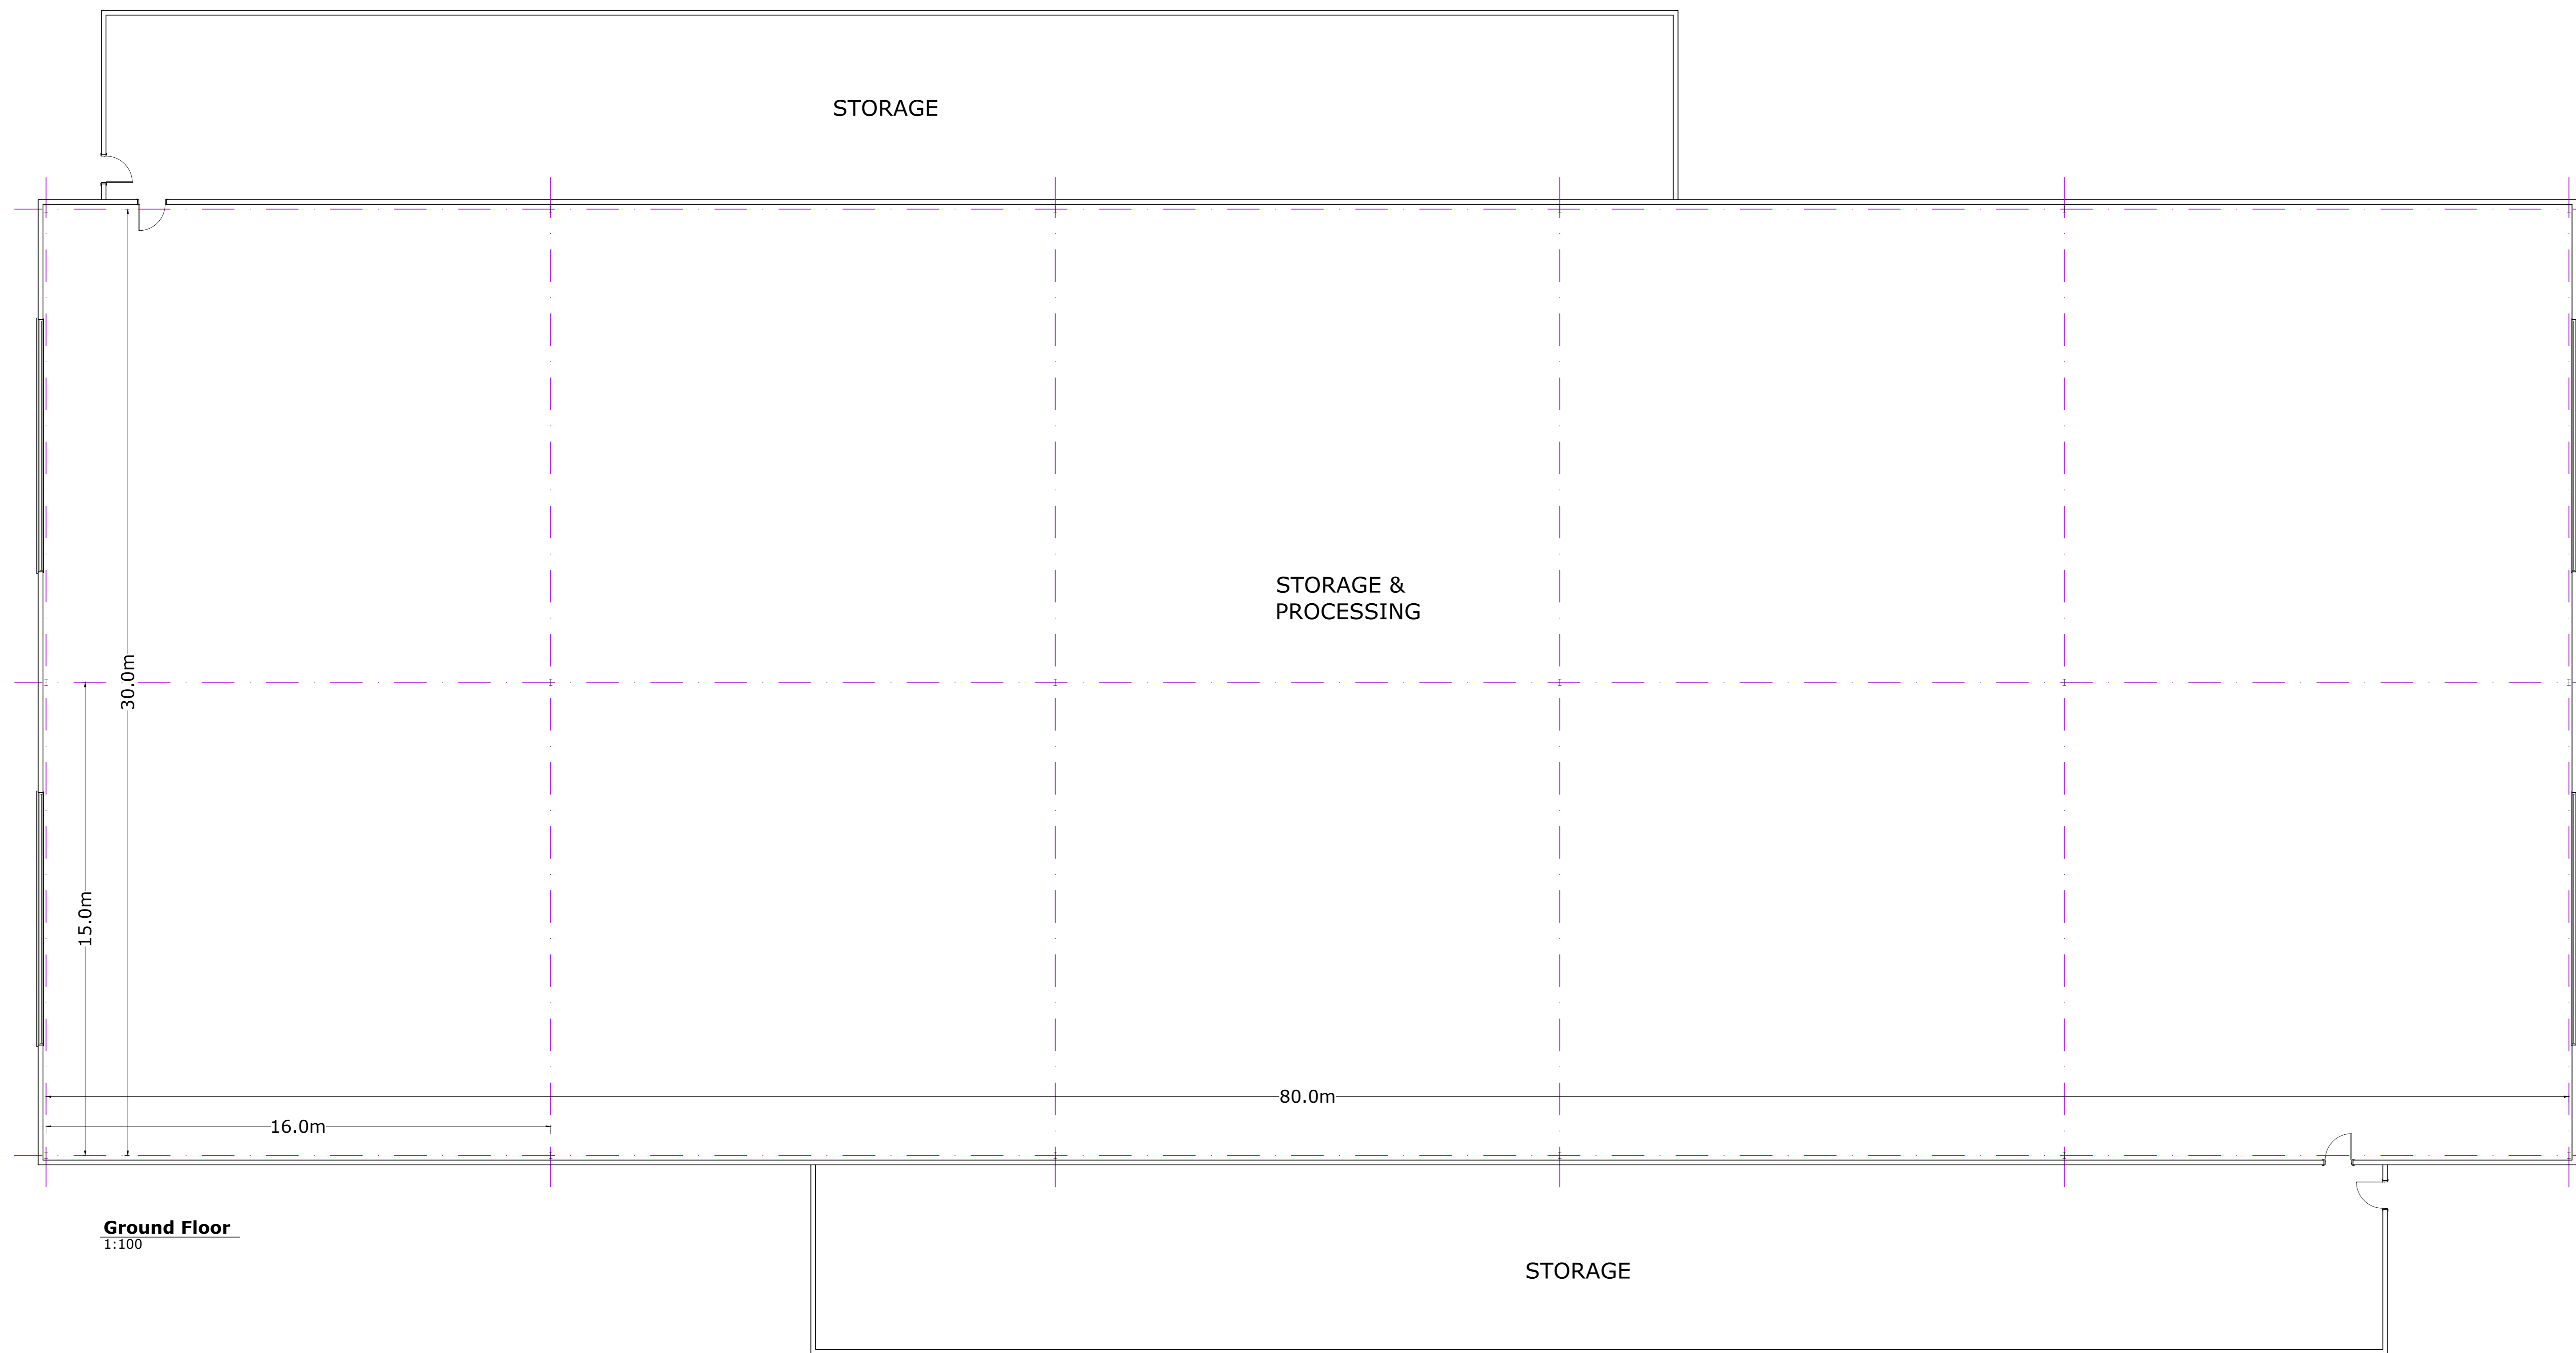 STORAGE
STORAGE &
PROCESSING
30.0m
15.0m
80.0m
16.0m
Ground Floor
1:100
STORAGE